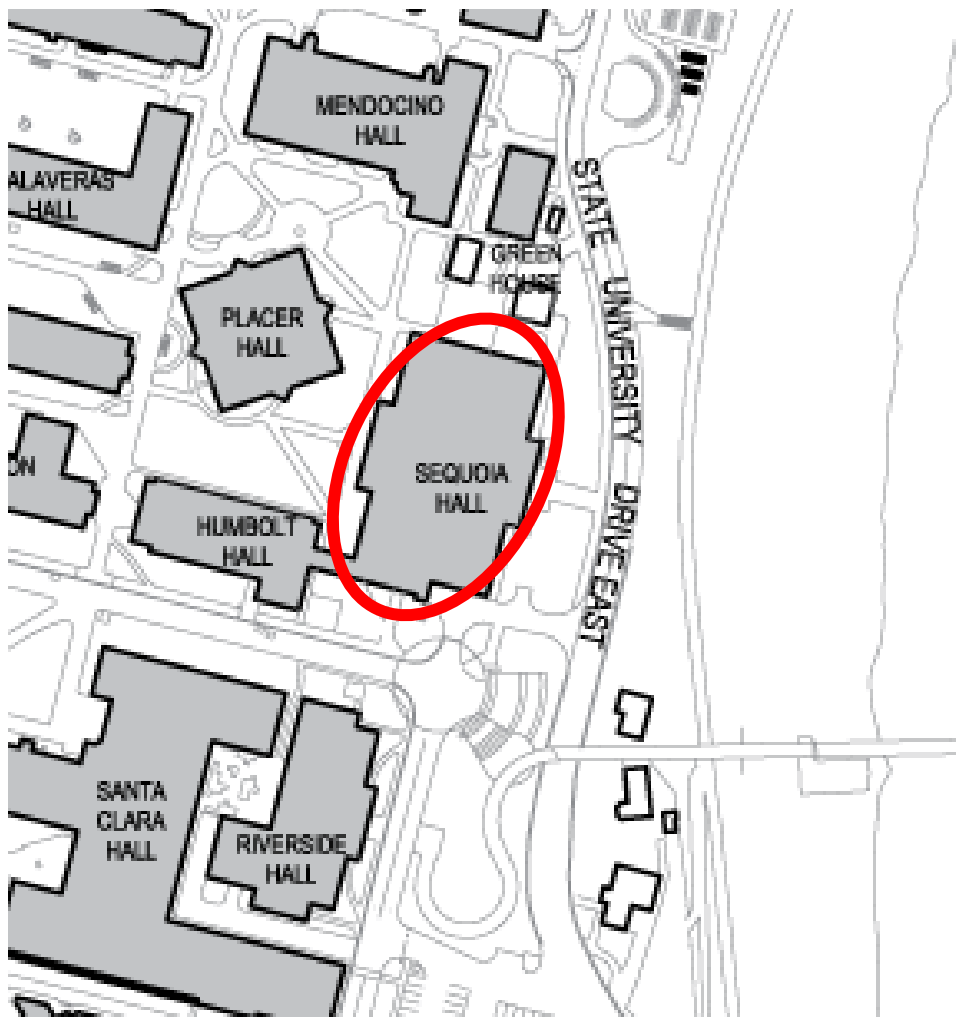 MENDOCINO
HALL
ALAVERAS
HALL
GREEN
HOUSE
STATE UNIVERSITY DRIVE EAST
PLACER
HALL
ON
SEQUOIA
HALL
HUMBOLT
HALL
SANTA
CLARA
HALL
RIVERSIDE
HALL